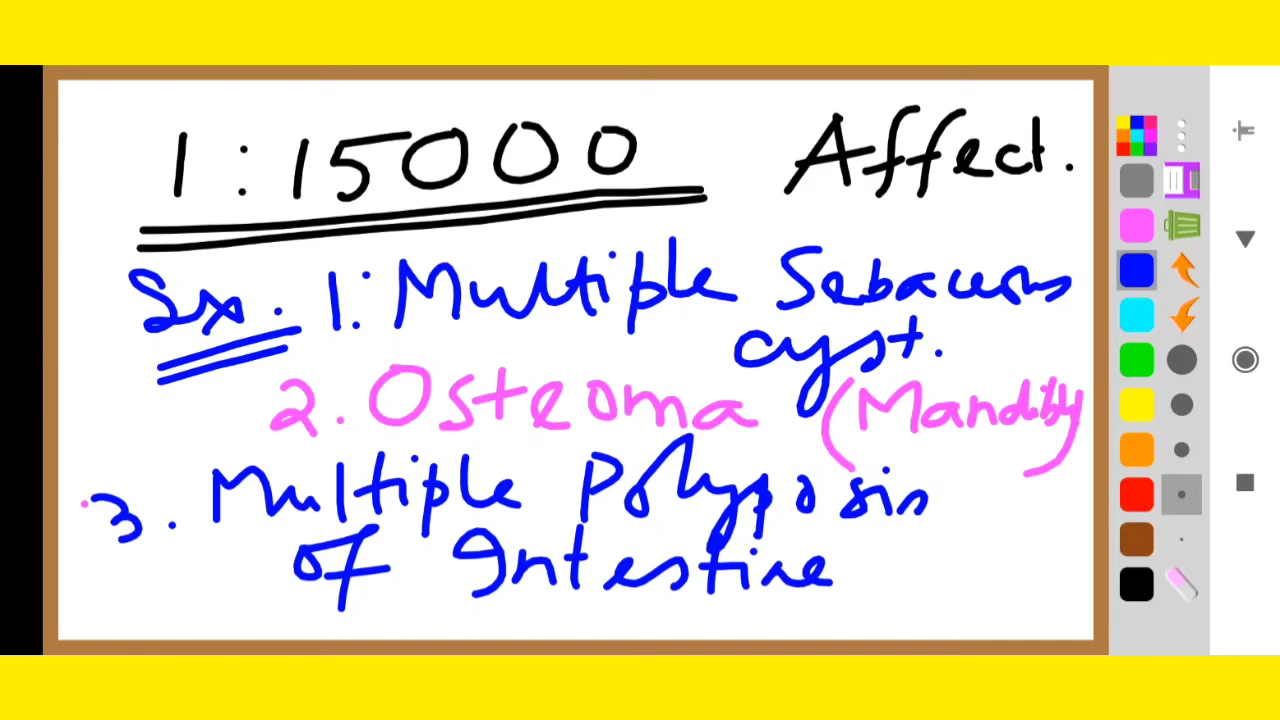 1 : 15000 Affect.
Sx. 1. Multiple Sebaceous
cyst.
2. Osteoma (Mandible)
3. Multiple Polyposis
of Intestine